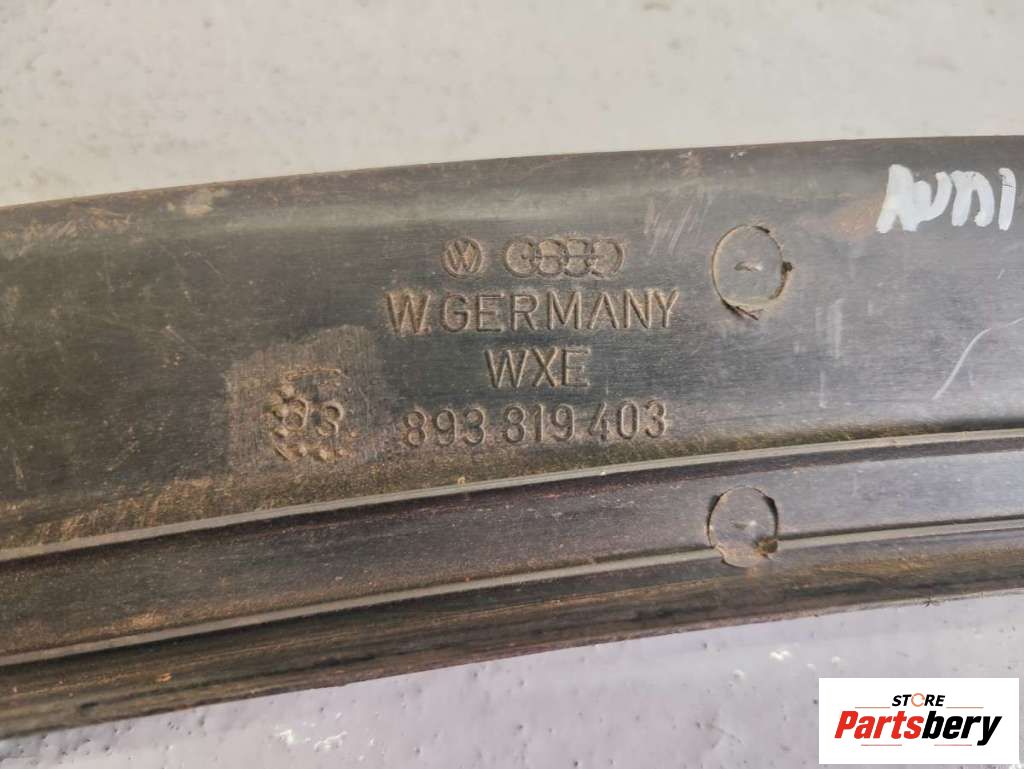 AUDI
W
W.GERMANY
WXE
893 819 403
STORE
Partsbery